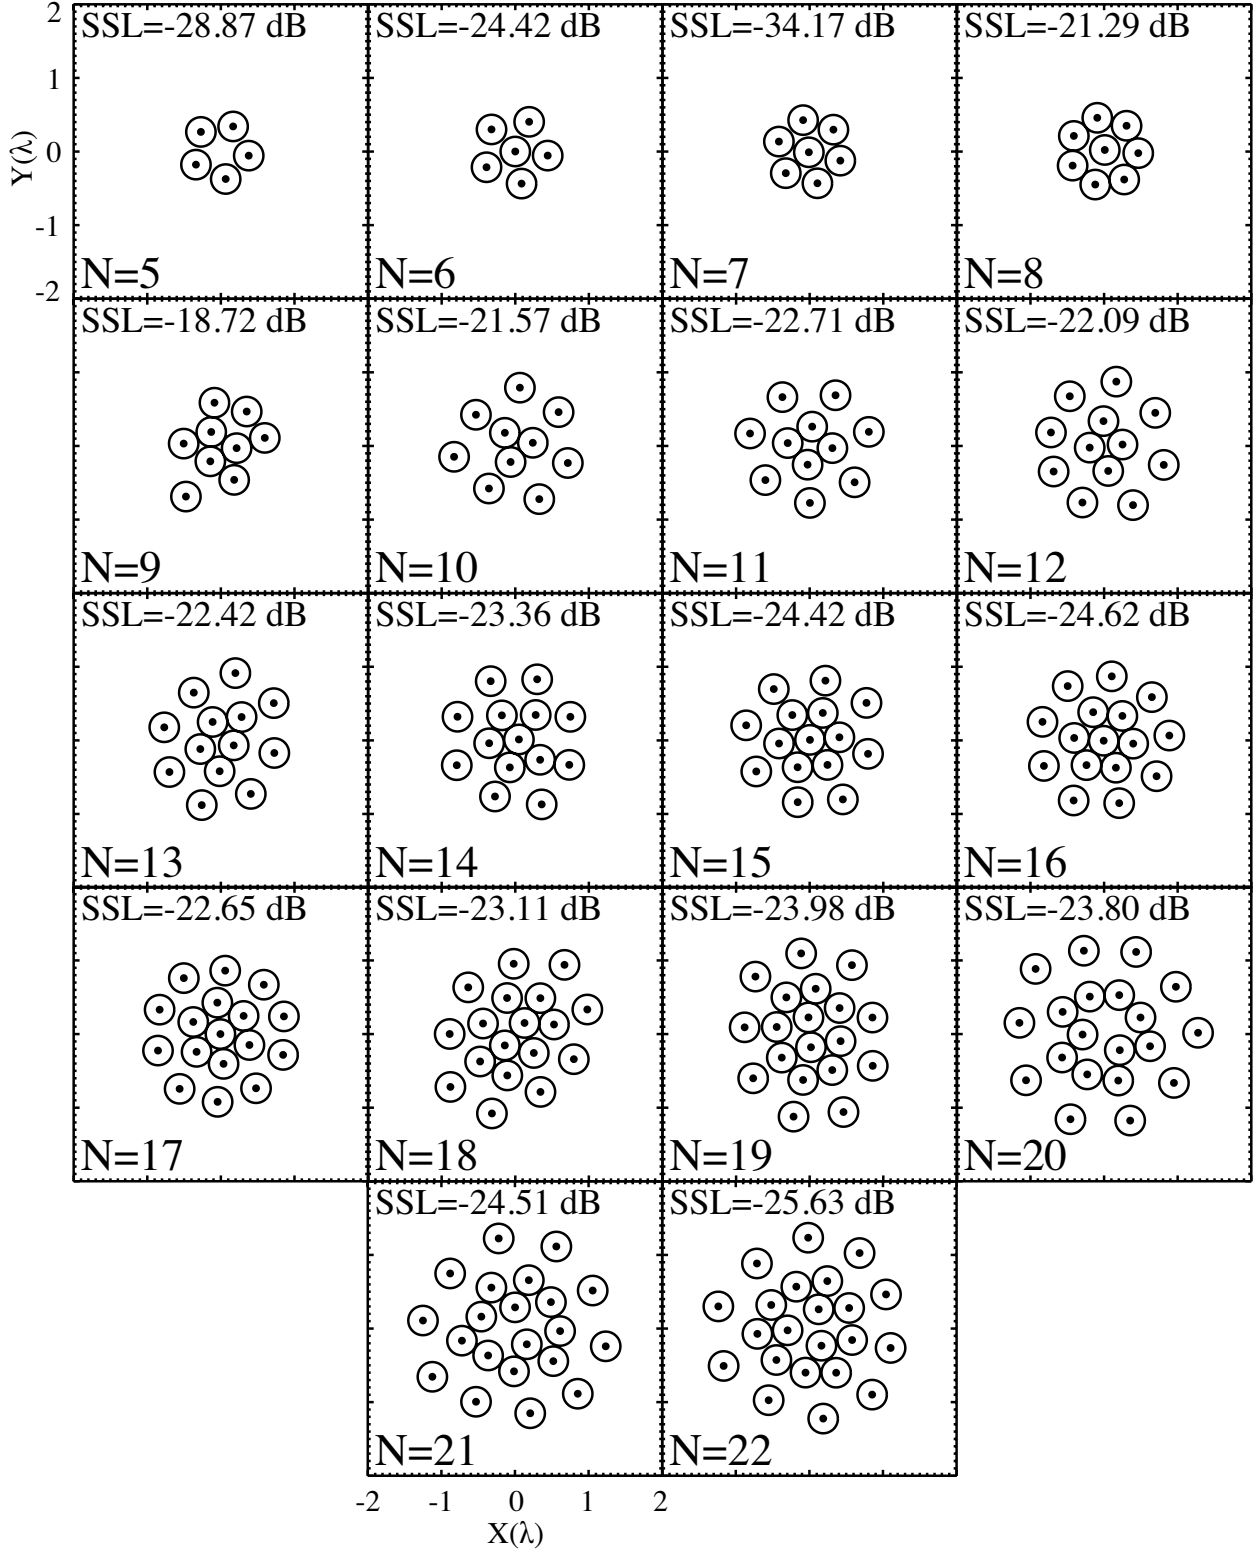 2
SSL=-28.87 dB
SSL=-24.42 dB
SSL=-34.17 dB
SSL=-21.29 dB
1
Y(λ)
0
-1
-2
N=5
N=6
N=7
N=8
SSL=-18.72 dB
SSL=-21.57 dB
SSL=-22.71 dB
SSL=-22.09 dB
N=9
N=10
N=11
N=12
SSL=-22.42 dB
SSL=-23.36 dB
SSL=-24.42 dB
SSL=-24.62 dB
N=13
N=14
N=15
N=16
SSL=-22.65 dB
SSL=-23.11 dB
SSL=-23.98 dB
SSL=-23.80 dB
N=17
N=18
N=19
N=20
SSL=-24.51 dB
SSL=-25.63 dB
N=21
N=22
-2 -1 0 1 2
X(λ)